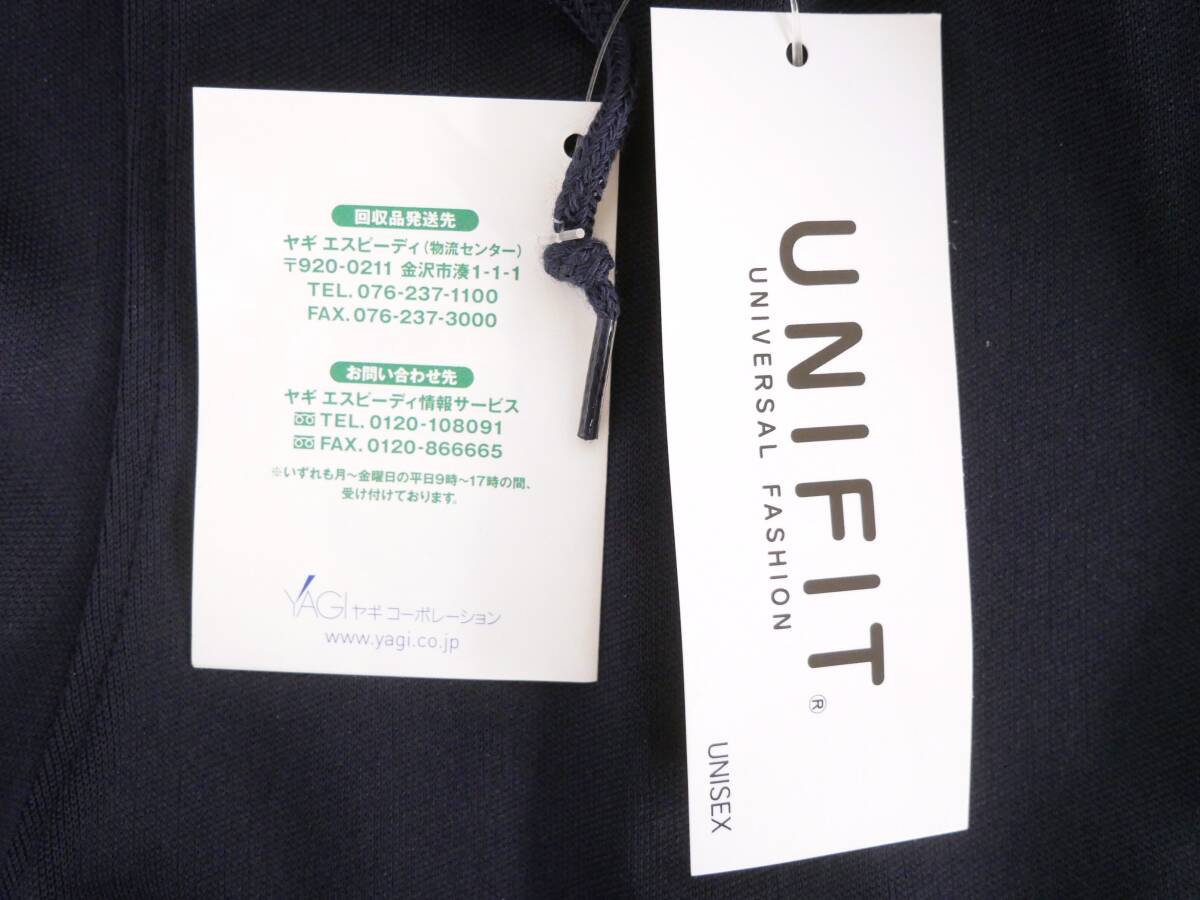 回収品発送先
ヤギ エスピーディ(物流センター)
〒920-0211 金沢市湊1-1-1
TEL. 076-237-1100
FAX. 076-237-3000
お問い合わせ先
ヤギ エスピーディ情報サービス
TEL. 0120-108091
FAX. 0120-866665
※いずれも月〜金曜日の平日9時〜17時の間、
受け付けております。
YAGI ヤギ コーポレーション
www.yagi.co.jp
UNIFIT®
UNIVERSAL FASHION
UNISEX